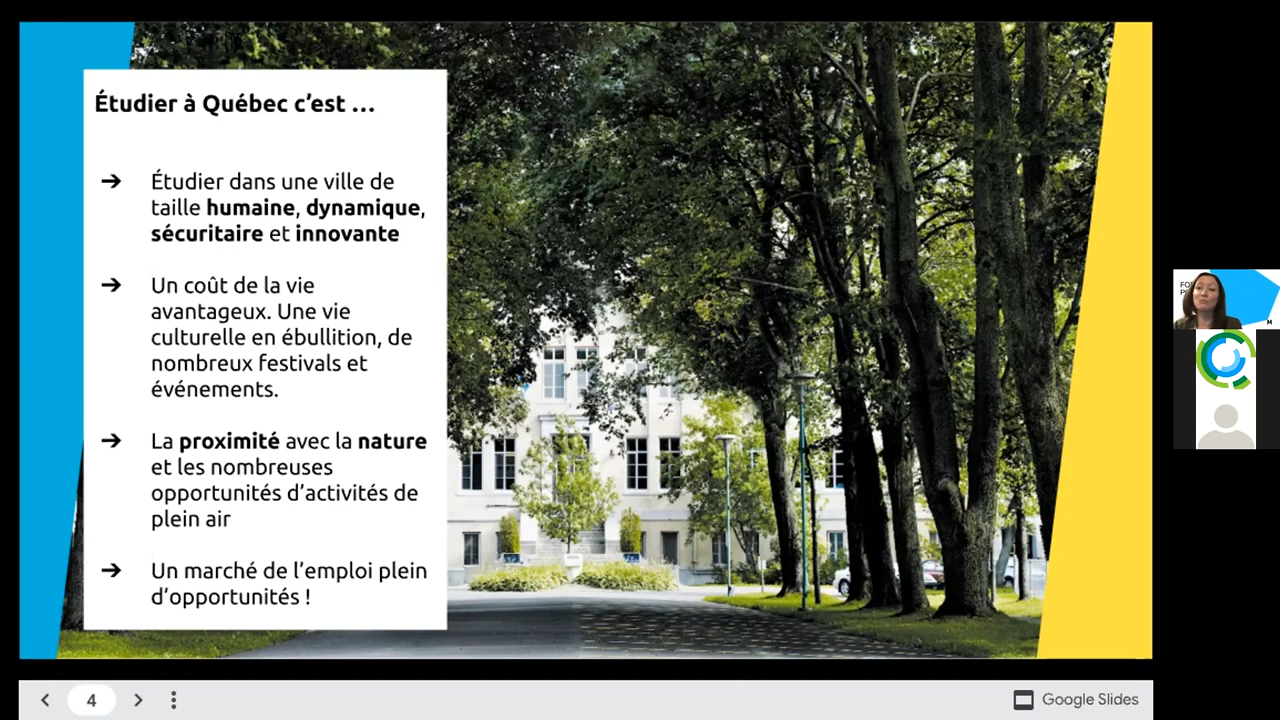 Étudier à Québec c’est …
➔ Étudier dans une ville de
taille humaine, dynamique,
sécuritaire et innovante
➔ Un coût de la vie
avantageux. Une vie
culturelle en ébullition, de
nombreux festivals et
événements.
➔ La proximité avec la nature
et les nombreuses
opportunités d’activités de
plein air
➔ Un marché de l’emploi plein
d’opportunités !
4
Google Slides